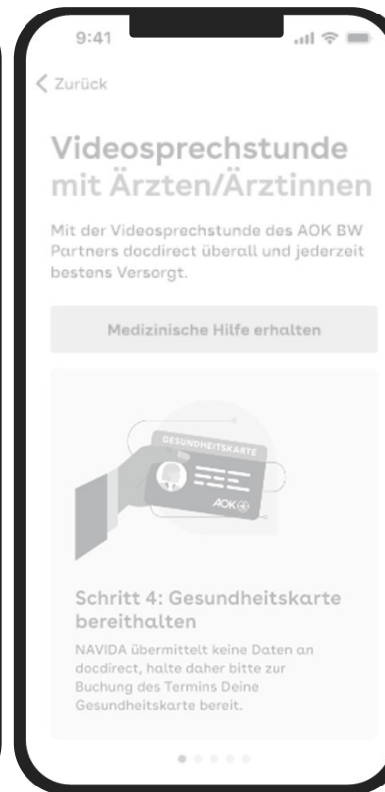 9:41
Zurück
Videosprechstunde
mit Ärzten/Ärztinnen
Mit der Videosprechstunde des AOK BW
Partners docdirect überall und jederzeit
bestens Versorgt.
Medizinische Hilfe erhalten
GESUNDHEITSKARTE
AOK
Schritt 4: Gesundheitskarte
bereithalten
NAVIDA übermittelt keine Daten an
docdirect, halte daher bitte zur
Buchung des Termins Deine
Gesundheitskarte bereit.